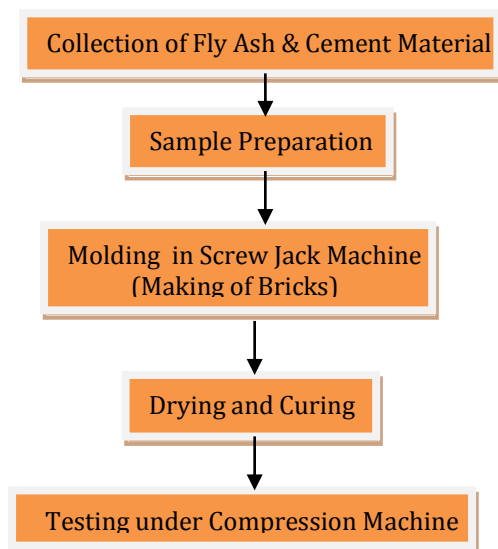 Collection of Fly Ash & Cement Material
Sample Preparation
Molding in Screw Jack Machine
(Making of Bricks)
Drying and Curing
Testing under Compression Machine